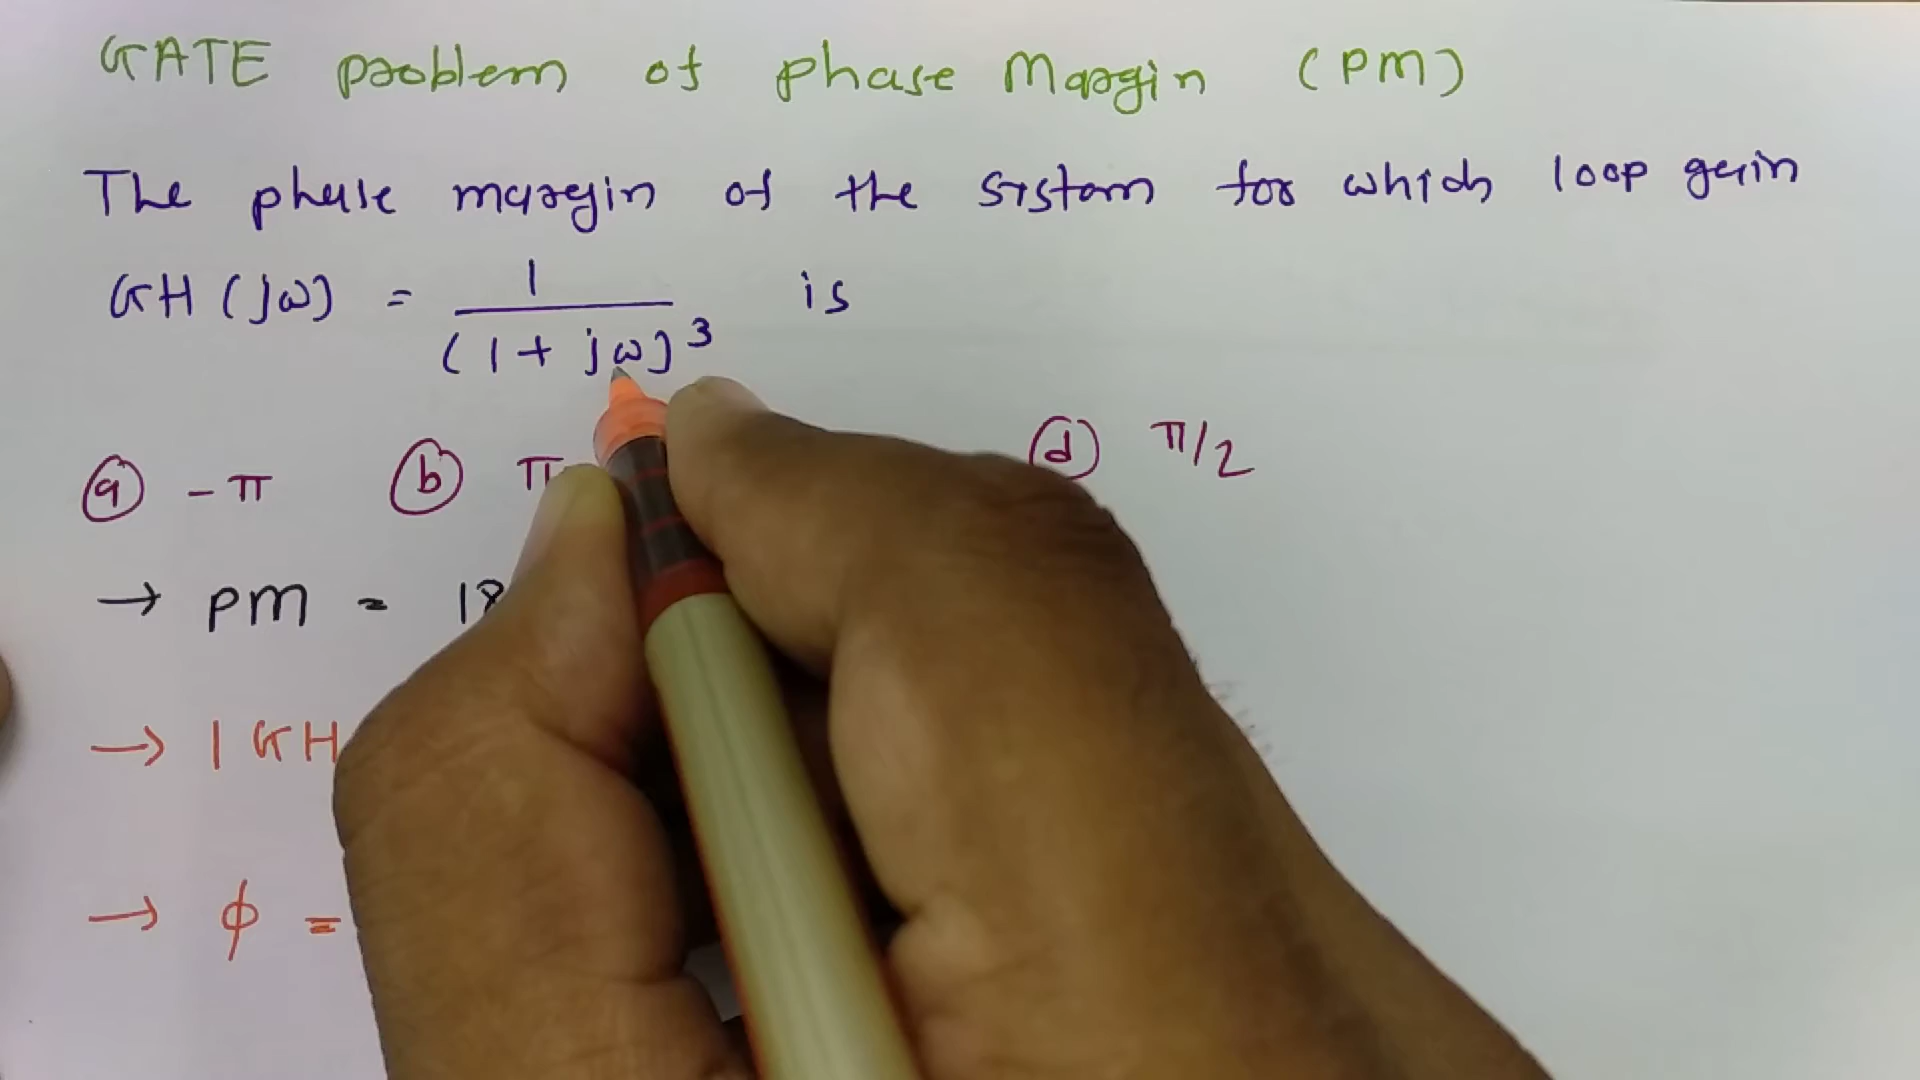 GATE problem of phase Margin (PM)
The phase margin of the system for which loop gain
GH(jω) = 1 / (1 + jω)³ is
(a) -π (b) π (d) π/2
→ PM = 18
→ |GH
→ ϕ =